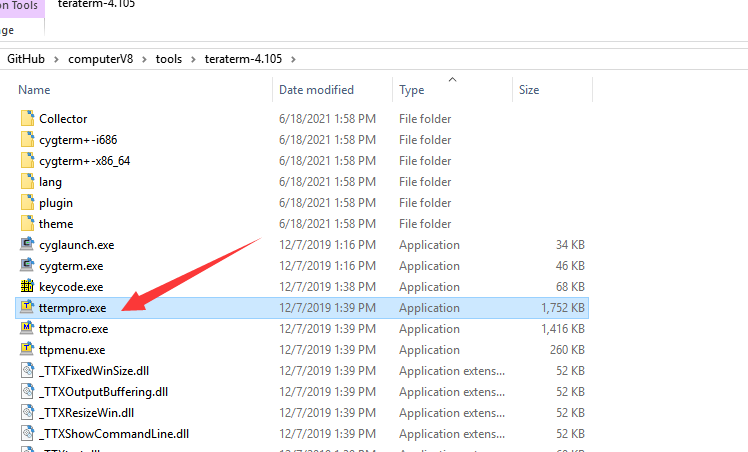 on Tools teraterm-4.105
ge
GitHub > computerV8 > tools > teraterm-4.105 >
Name Date modified Type Size
Collector 6/18/2021 1:58 PM File folder
cygterm+-i686 6/18/2021 1:58 PM File folder
cygterm+-x86_64 6/18/2021 1:58 PM File folder
lang 6/18/2021 1:58 PM File folder
plugin 6/18/2021 1:58 PM File folder
theme 6/18/2021 1:58 PM File folder
cyglaunch.exe 12/7/2019 1:16 PM Application 34 KB
cygterm.exe 12/7/2019 1:16 PM Application 46 KB
keycode.exe 12/7/2019 1:38 PM Application 68 KB
ttermpro.exe 12/7/2019 1:39 PM Application 1,752 KB
ttpmacro.exe 12/7/2019 1:39 PM Application 1,416 KB
ttpmenu.exe 12/7/2019 1:39 PM Application 260 KB
_TTXFixedWinSize.dll 12/7/2019 1:39 PM Application extens... 52 KB
_TTXOutputBuffering.dll 12/7/2019 1:39 PM Application extens... 52 KB
_TTXResizeWin.dll 12/7/2019 1:39 PM Application extens... 52 KB
_TTXShowCommandLine.dll 12/7/2019 1:39 PM Application extens... 52 KB